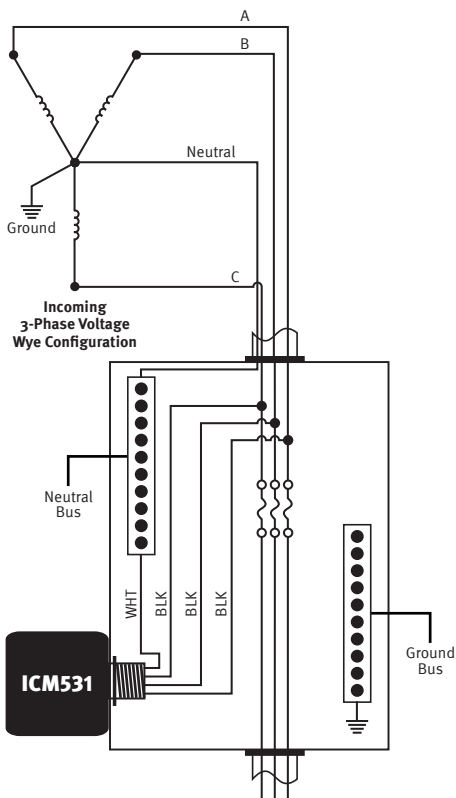 A
B
Neutral
Ground
C
Incoming
3-Phase Voltage
Wye Configuration
Neutral
Bus
WHT
BLK
BLK
BLK
ICM531
Ground
Bus